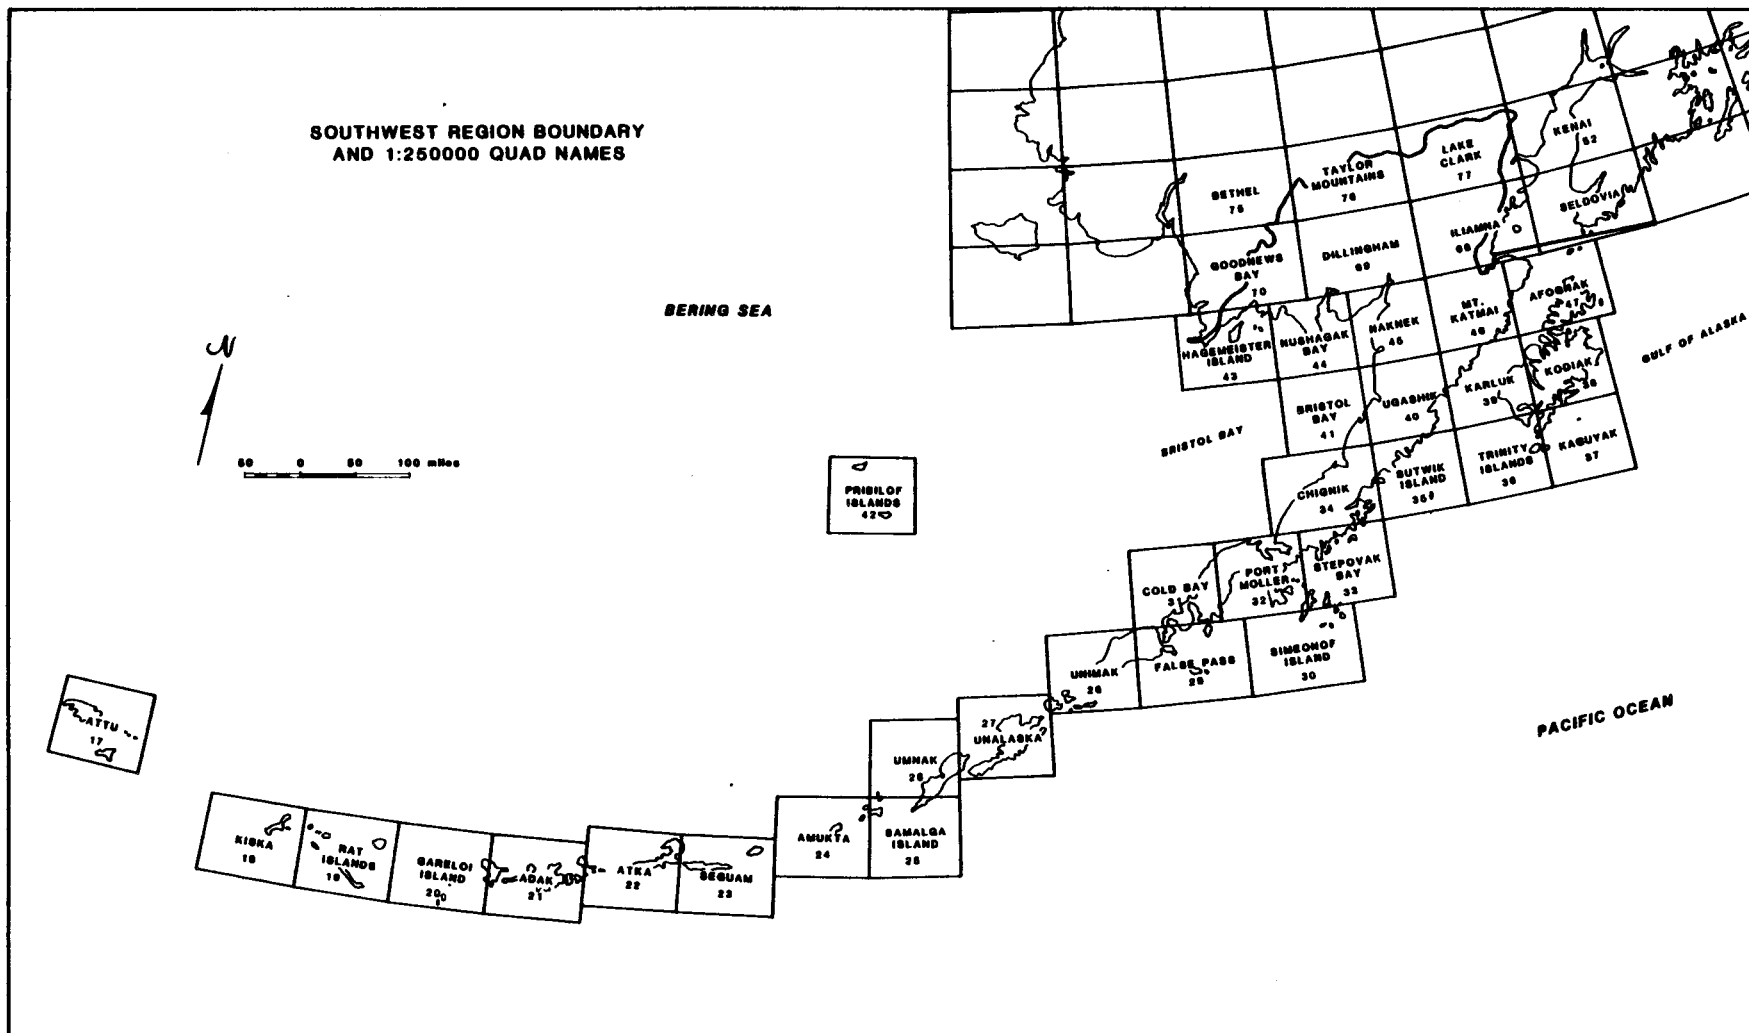 SOUTHWEST REGION BOUNDARY
AND 1:250000 QUAD NAMES
KENAI
62
LAKE
CLARK
77
TAYLOR
MOUNTAINS
76
BETHEL
75
SELDOVIA
ILIAMNA
68
DILLINGHAM
69
GOODNEWS
BAY
70
BERING SEA
N
AFOGNAK
47
MT.
KATMAI
46
NAKNEK
45
NUSHAGAK
BAY
44
HAGEMEISTER
ISLAND
43
GULF OF ALASKA
KODIAK
38
KARLUK
39
UGASHIK
40
BRISTOL
BAY
41
BRISTOL BAY
KAGUYAK
37
TRINITY
ISLANDS
36
SUTWIK
ISLAND
35
CHIGNIK
34
50 0 50 100 miles
PRIBILOF
ISLANDS
42
STEPOVAK
BAY
33
PORT
MOLLER
32
COLD BAY
31
SIMEONOF
ISLAND
30
FALSE PASS
29
UNIMAK
28
PACIFIC OCEAN
27
UNALASKA
ATTU
17
UMNAK
26
SAMALGA
ISLAND
25
AMUKTA
24
SEGUAM
23
ATKA
22
ADAK
21
GARELOI
ISLAND
20
RAT
ISLANDS
19
KISKA
18